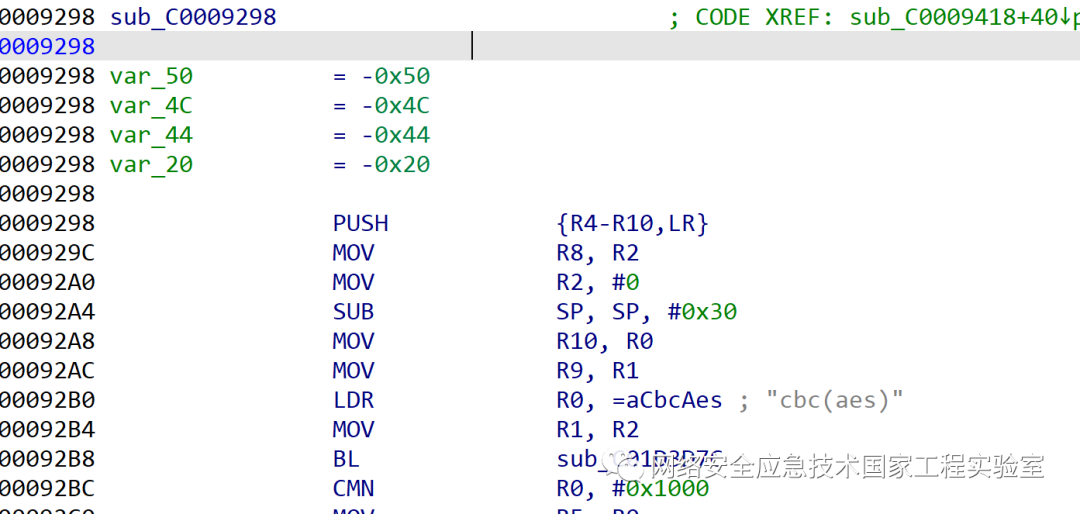 0009298 sub_C0009298 ; CODE XREF: sub_C0009418+40↓p
0009298
0009298 var_50 = -0x50
0009298 var_4C = -0x4C
0009298 var_44 = -0x44
0009298 var_20 = -0x20
0009298
0009298 PUSH {R4-R10,LR}
000929C MOV R8, R2
00092A0 MOV R2, #0
00092A4 SUB SP, SP, #0x30
00092A8 MOV R10, R0
00092AC MOV R9, R1
00092B0 LDR R0, =aCbcAes ; "cbc(aes)"
00092B4 MOV R1, R2
00092B8 BL
网络安全应急技术国家工程实验室
00092BC CMN R0, #0x1000
00092C0 MOV R5, R0